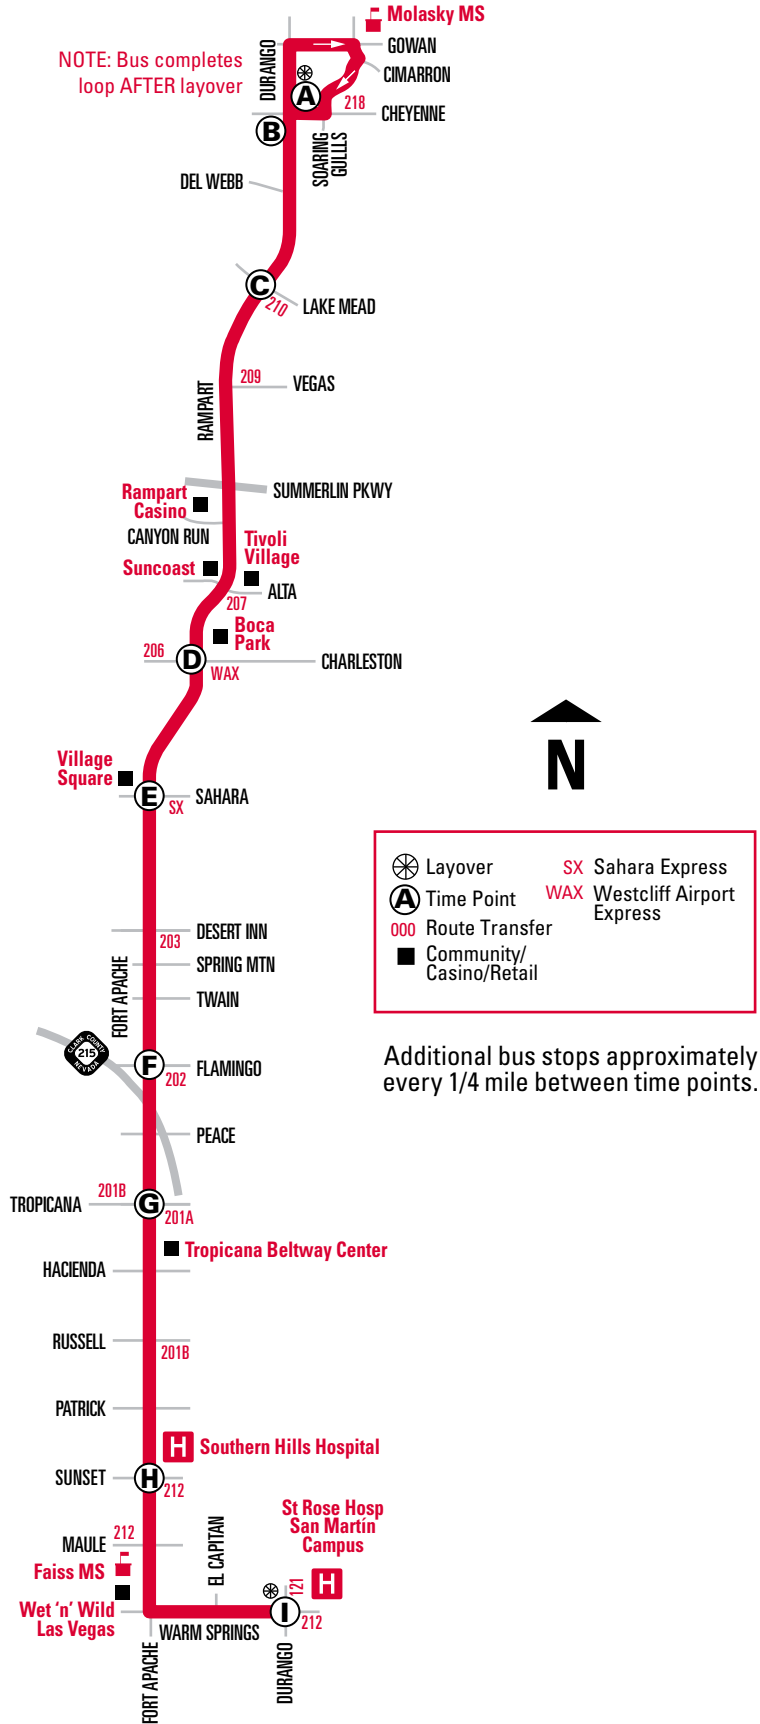 Molasky MS
GOWAN
NOTE: Bus completes
loop AFTER layover
DURANGO
CIMARRON
A
218
CHEYENNE
B
SOARING
GULLLS
DEL WEBB
C
210
LAKE MEAD
209
VEGAS
RAMPART
SUMMERLIN PKWY
Rampart
Casino
CANYON RUN
Tivoli
Village
Suncoast
ALTA
207
Boca
Park
206
D
WAX
CHARLESTON
Village
Square
E
SX
SAHARA
N
Layover
A Time Point
000 Route Transfer
Community/
Casino/Retail
SX Sahara Express
WAX Westcliff Airport
Express
203
DESERT INN
SPRING MTN
FORT APACHE
TWAIN
CLARK COUNTY
215
NEVADA
F
202
FLAMINGO
Additional bus stops approximately
every 1/4 mile between time points.
PEACE
201B
TROPICANA
G
201A
Tropicana Beltway Center
HACIENDA
RUSSELL
201B
PATRICK
H Southern Hills Hospital
SUNSET
H
212
St Rose Hosp
San Martín
Campus
212
MAULE
EL CAPITAN
Faiss MS
121
H
Wet ‘n’ Wild
Las Vegas
I
212
WARM SPRINGS
FORT APACHE
DURANGO